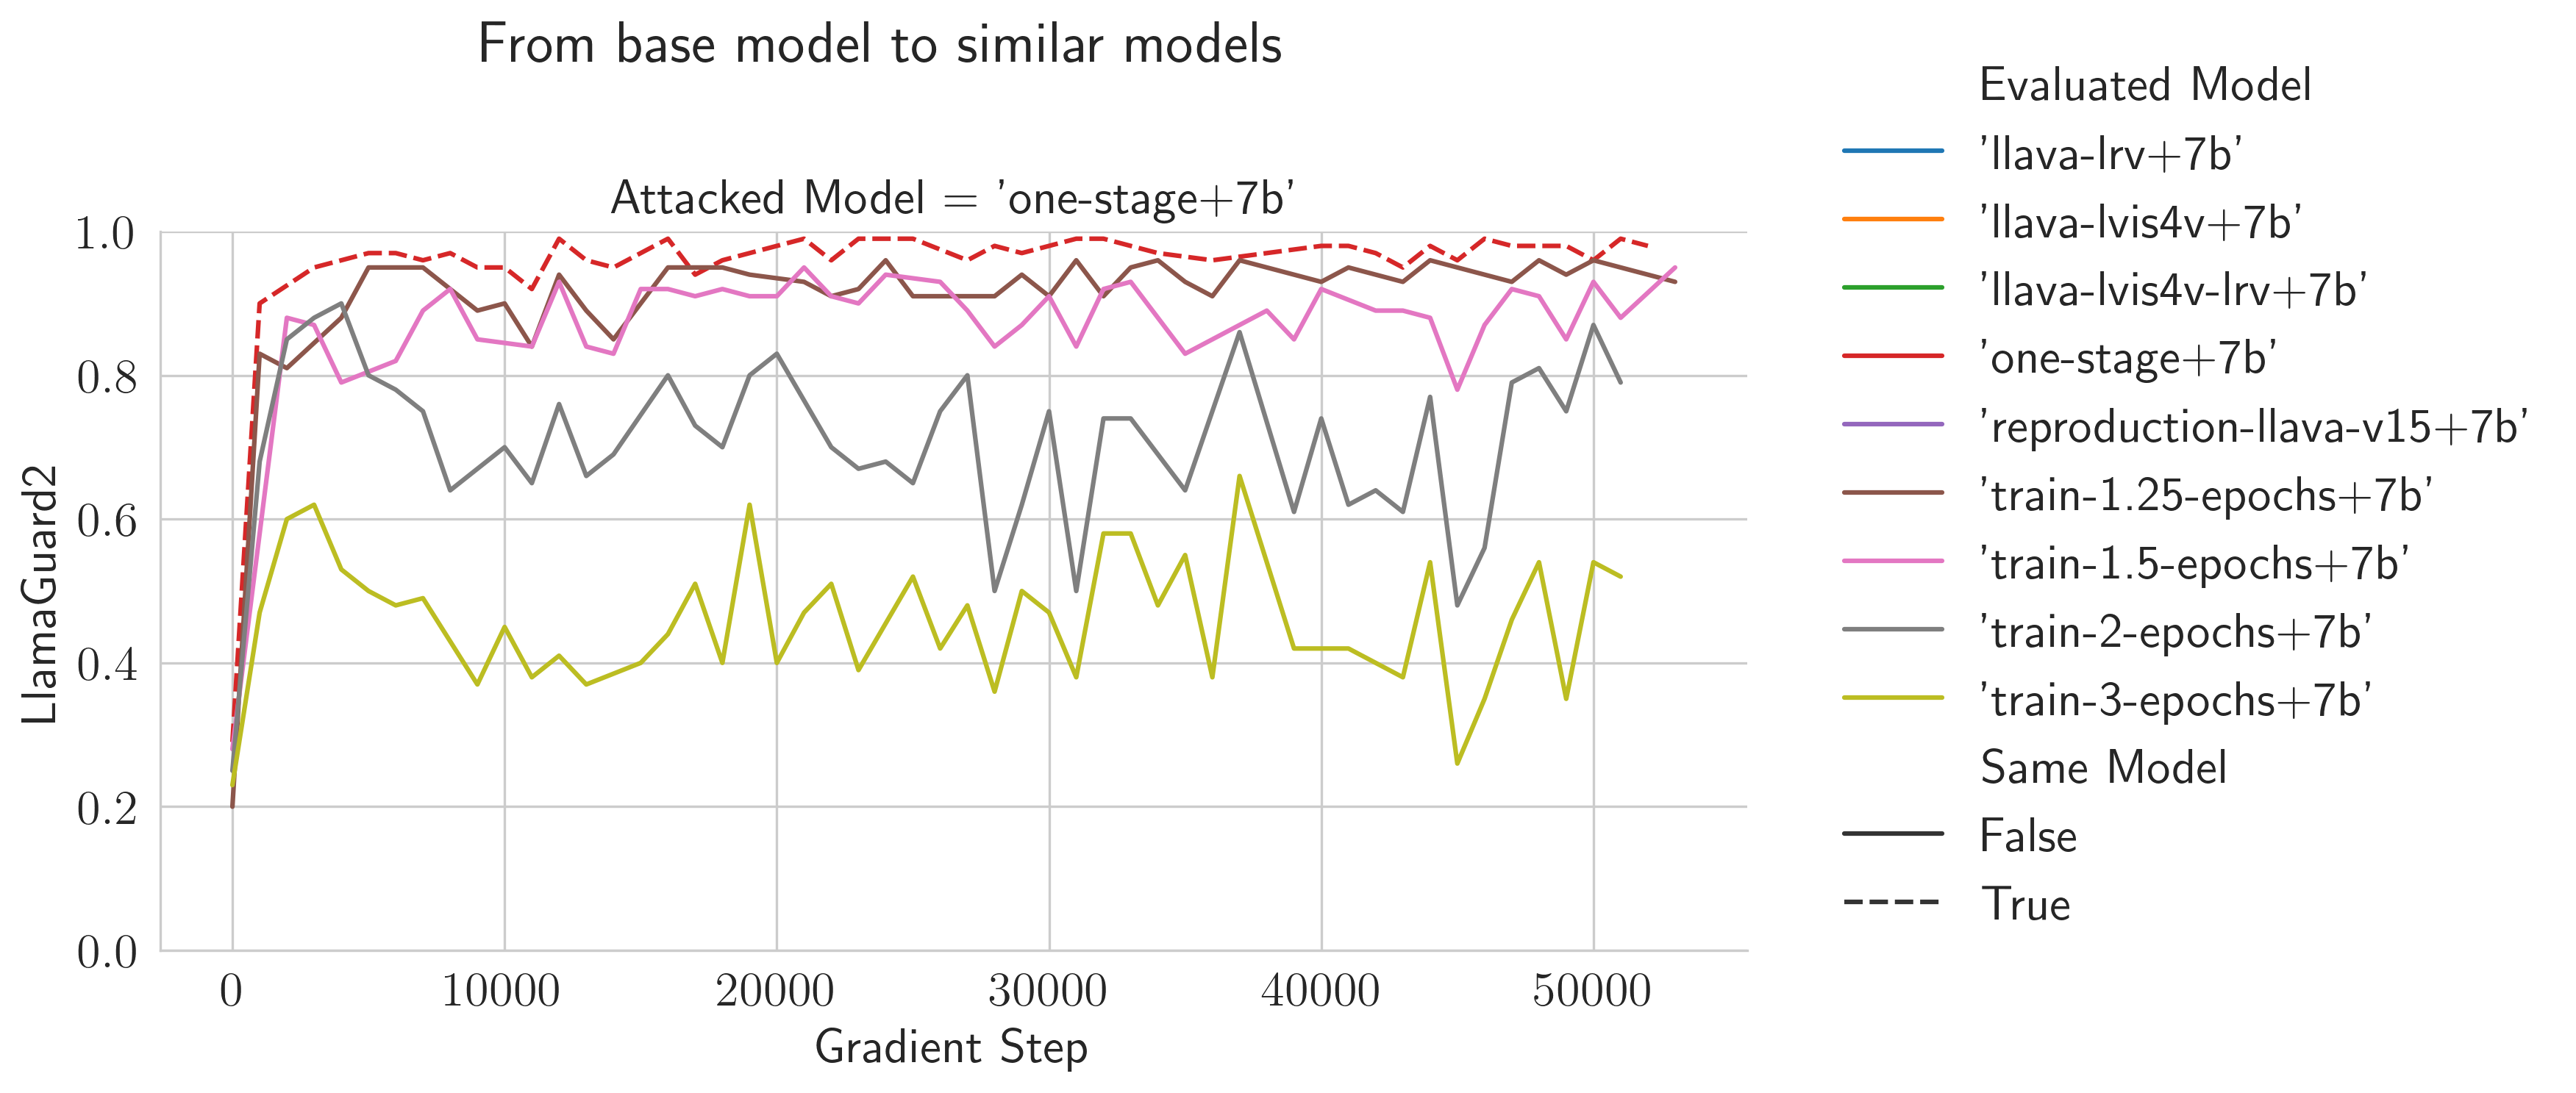 From base model to similar models
Attacked Model = 'one-stage+7b'
1.0
0.8
0.6
0.4
0.2
0.0
LlamaGuard2
0 10000 20000 30000 40000 50000
Gradient Step
Evaluated Model
'llava-lrv+7b'
'llava-lvis4v+7b'
'llava-lvis4v-lrv+7b'
'one-stage+7b'
'reproduction-llava-v15+7b'
'train-1.25-epochs+7b'
'train-1.5-epochs+7b'
'train-2-epochs+7b'
'train-3-epochs+7b'
Same Model
False
True